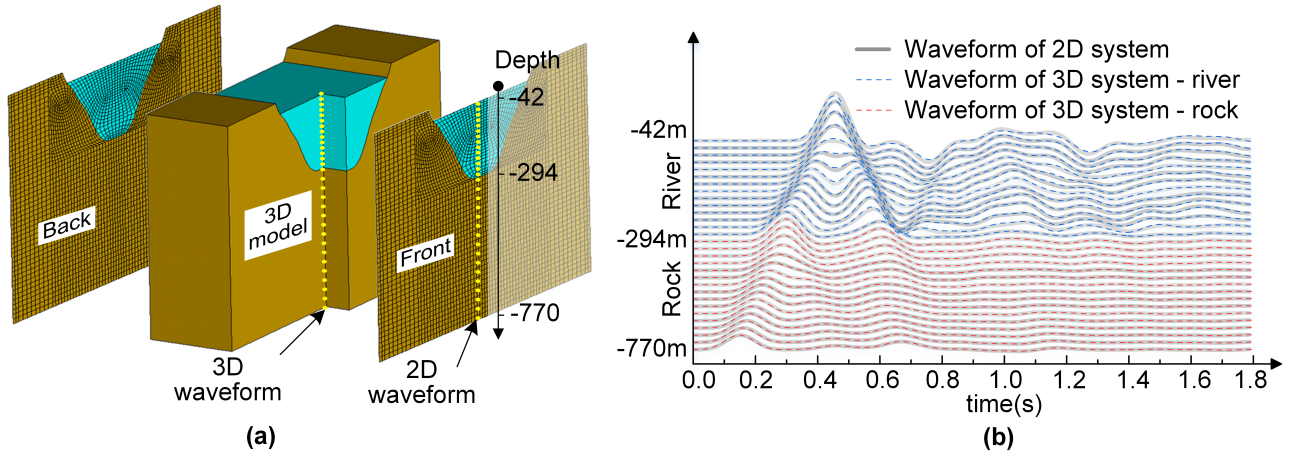 Depth
-42
-294
-770
Back
3D
model
Front
3D
waveform
2D
waveform
(a)
Waveform of 2D system
Waveform of 3D system - river
Waveform of 3D system - rock
-42m
River
-294m
Rock
-770m
0.0 0.2 0.4 0.6 0.8 1.0 1.2 1.4 1.6 1.8
time(s)
(b)